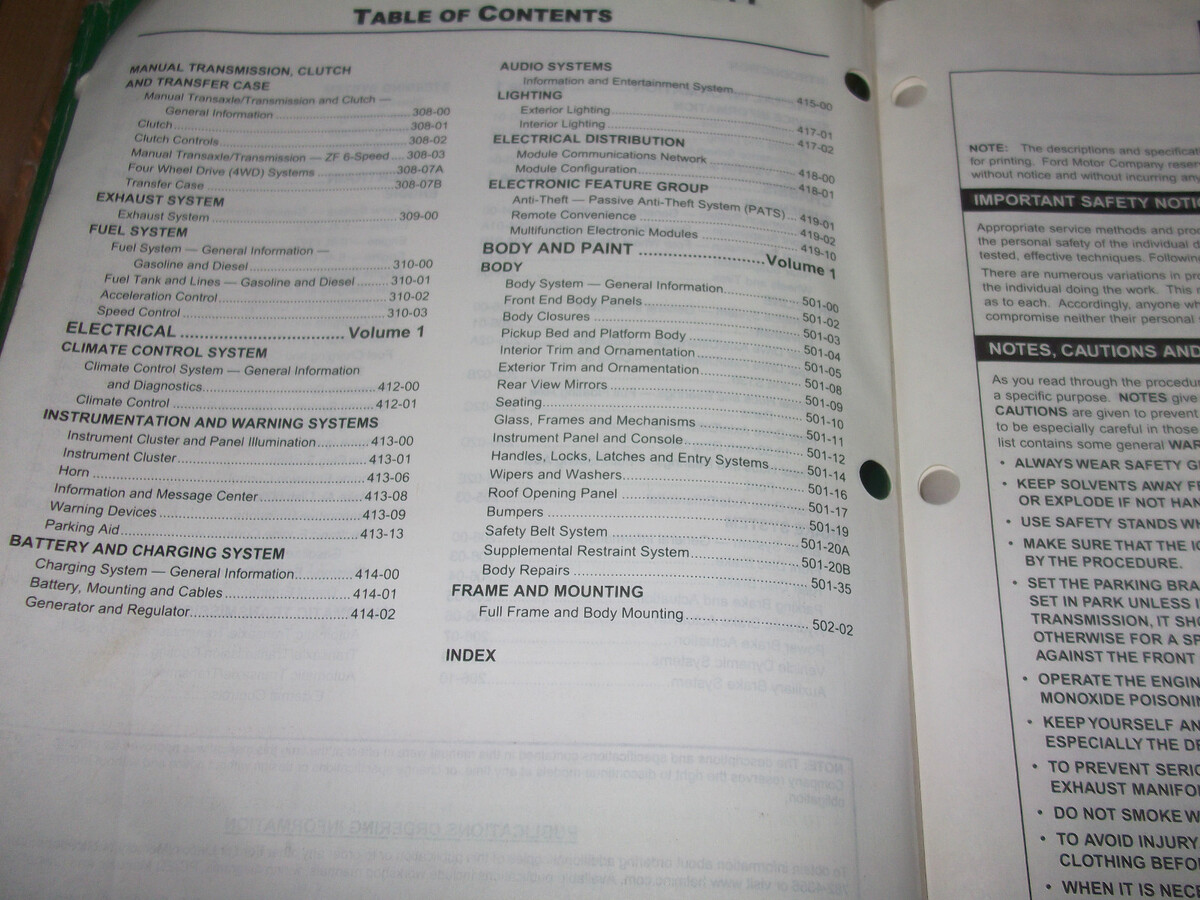 TABLE OF CONTENTS
MANUAL TRANSMISSION, CLUTCH
AND TRANSFER CASE
Manual Transaxle/Transmission and Clutch —
General Information 308-00
Clutch 308-01
Clutch Controls 308-02
Manual Transaxle/Transmission — ZF 6-Speed 308-03
Four Wheel Drive (4WD) Systems 308-07A
Transfer Case 308-07B
EXHAUST SYSTEM
Exhaust System 309-00
FUEL SYSTEM
Fuel System — General Information —
Gasoline and Diesel 310-00
Fuel Tank and Lines — Gasoline and Diesel 310-01
Acceleration Control 310-02
Speed Control 310-03
ELECTRICAL Volume 1
CLIMATE CONTROL SYSTEM
Climate Control System — General Information
and Diagnostics 412-00
Climate Control 412-01
INSTRUMENTATION AND WARNING SYSTEMS
Instrument Cluster and Panel Illumination 413-00
Instrument Cluster 413-01
Horn 413-06
Information and Message Center 413-08
Warning Devices 413-09
Parking Aid 413-13
BATTERY AND CHARGING SYSTEM
Charging System — General Information 414-00
Battery, Mounting and Cables 414-01
Generator and Regulator 414-02
AUDIO SYSTEMS
Information and Entertainment System 415-00
LIGHTING
Exterior Lighting 417-01
Interior Lighting 417-02
ELECTRICAL DISTRIBUTION
Module Communications Network 418-00
Module Configuration 418-01
ELECTRONIC FEATURE GROUP
Anti-Theft — Passive Anti-Theft System (PATS) 419-01
Remote Convenience 419-02
Multifunction Electronic Modules 419-10
BODY AND PAINT Volume 1
BODY
Body System — General Information 501-00
Front End Body Panels 501-02
Body Closures 501-03
Pickup Bed and Platform Body 501-04
Interior Trim and Ornamentation 501-05
Exterior Trim and Ornamentation 501-08
Rear View Mirrors 501-09
Seating 501-10
Glass, Frames and Mechanisms 501-11
Instrument Panel and Console 501-12
Handles, Locks, Latches and Entry Systems 501-14
Wipers and Washers 501-16
Roof Opening Panel 501-17
Bumpers 501-19
Safety Belt System 501-20A
Supplemental Restraint System 501-20B
Body Repairs 501-35
FRAME AND MOUNTING
Full Frame and Body Mounting 502-02
INDEX
NOTE: The descriptions and
for printing. Ford Motor Company
without notice and without incurring any
IMPORTANT SAFETY
Appropriate service methods and
the personal safety of the individual
tested, effective techniques.
There are numerous variations in
the individual doing the work. This
as to each. Accordingly, anyone
compromise neither their personal
NOTES, CAUTIONS AND
As you read through the
a specific purpose. NOTES give
CAUTIONS are given to prevent
to be especially careful in those
list contains some general
• ALWAYS WEAR SAFETY
• KEEP SOLVENTS AWAY
OR EXPLODE IF NOT
• USE SAFETY STANDS
• MAKE SURE THAT THE
BY THE PROCEDURE.
• SET THE PARKING
SET IN PARK UNLESS
TRANSMISSION, IT
OTHERWISE FOR A
AGAINST THE FRONT
• OPERATE THE
MONOXIDE
• KEEP YOURSELF
ESPECIALLY THE
• TO PREVENT
EXHAUST
• DO NOT SMOKE
• TO AVOID INJURY
CLOTHING
• WHEN IT IS